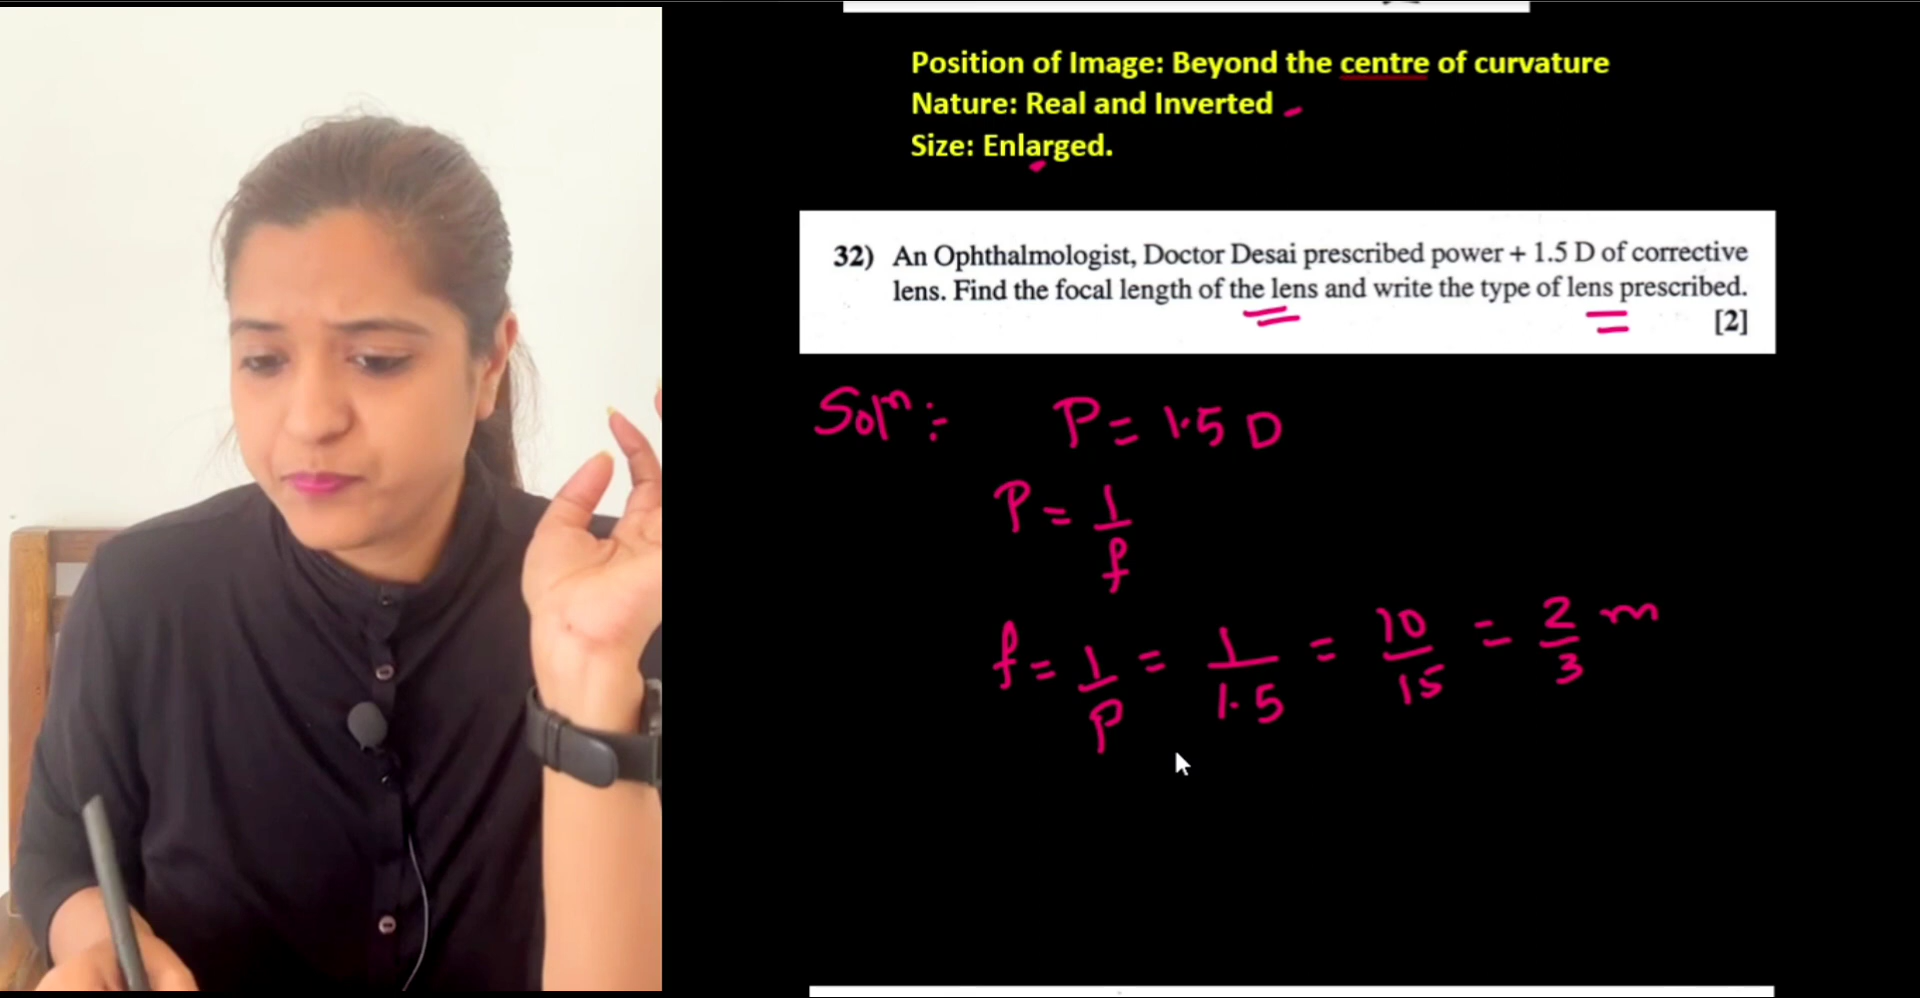 Position of Image: Beyond the centre of curvature
Nature: Real and Inverted
Size: Enlarged.
32) An Ophthalmologist, Doctor Desai prescribed power + 1.5 D of corrective
lens. Find the focal length of the lens and write the type of lens prescribed.
[2]
Solⁿ: P = 1.5 D
P = 1/f
f = 1/P = 1/1.5 = 10/15 = 2/3 m